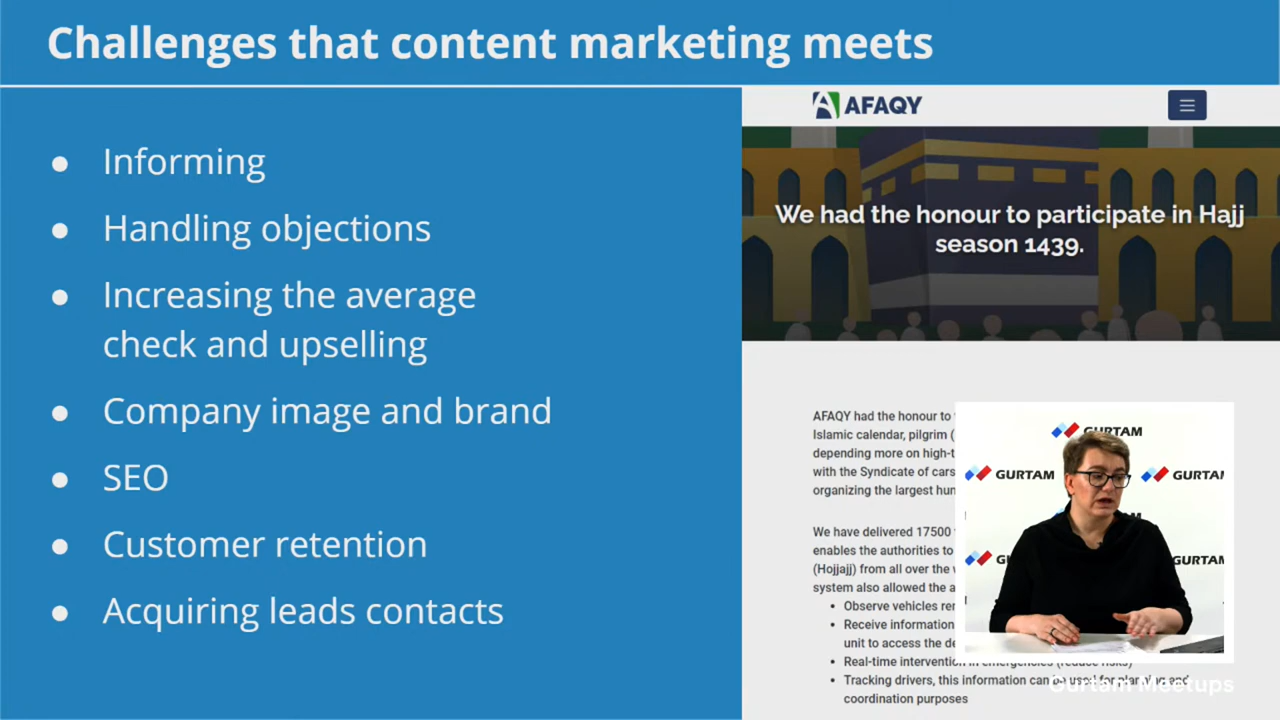 Challenges that content marketing meets
● Informing
● Handling objections
● Increasing the average
check and upselling
● Company image and brand
● SEO
● Customer retention
● Acquiring leads contacts
AFAQY
We had the honour to participate in Hajj
season 1439.
AFAQY had the honour to
Islamic calendar, pilgrim (
depending more on high-t
with the Syndicate of cars
organizing the largest hun
We have delivered 17500
enables the authorities to
(Hojjajj) from all over the
system also allowed the a
• Observe vehicles
• Receive information
unit to access the
• Real-time intervention in emergencies (reduce risks)
• Tracking drivers, this information can be used for planning and
coordination purposes
GURTAM
GURTAM
GURTAM
GURTAM
Gurtam Meetups